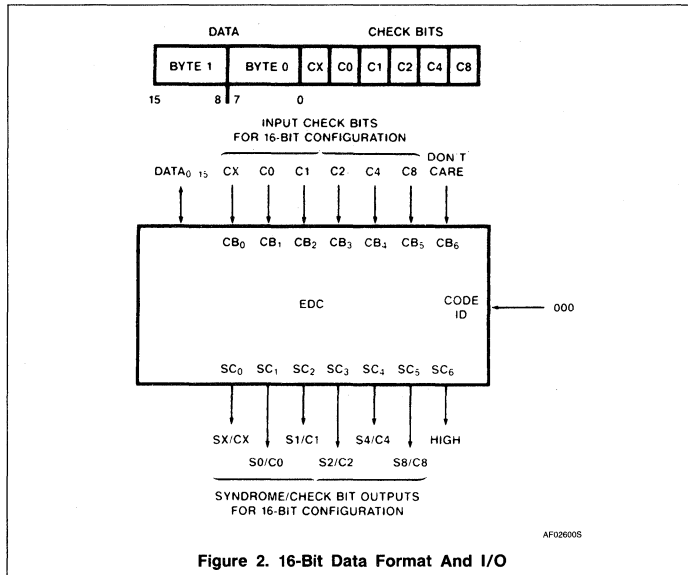 DATA CHECK BITS
BYTE 1 BYTE 0 CX C0 C1 C2 C4 C8
15 8 7 0
INPUT CHECK BITS
FOR 16-BIT CONFIGURATION
DATA0 15 CX C0 C1 C2 C4 C8 DON T CARE
CB0 CB1 CB2 CB3 CB4 CB5 CB6
EDC
CODE ID
000
SC0 SC1 SC2 SC3 SC4 SC5 SC6
SX/CX S1/C1 S4/C4 HIGH
S0/C0 S2/C2 S8/C8
SYNDROME/CHECK BIT OUTPUTS
FOR 16-BIT CONFIGURATION
AF02600S
Figure 2. 16-Bit Data Format And I/O